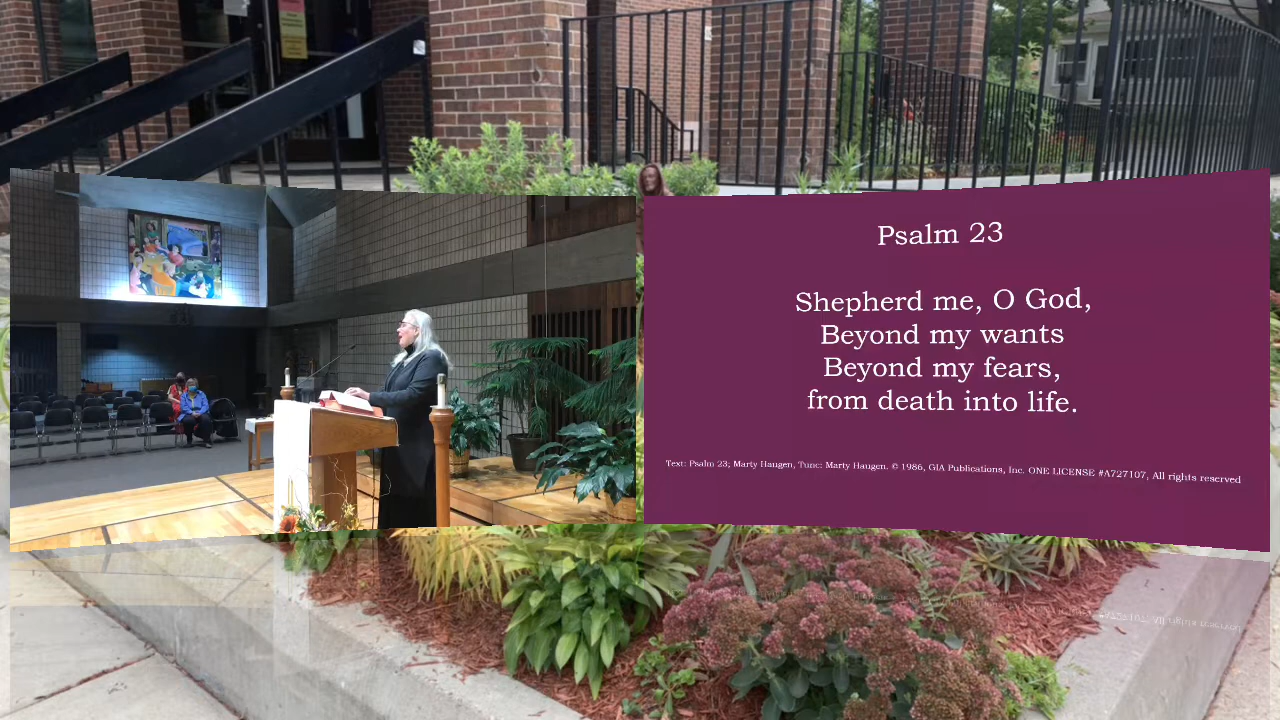 Psalm 23
Shepherd me, O God,
Beyond my wants
Beyond my fears,
from death into life.
Text: Psalm 23; Marty Haugen, Tune: Marty Haugen. © 1986, GIA Publications, Inc. ONE LICENSE #A727107, All rights reserved